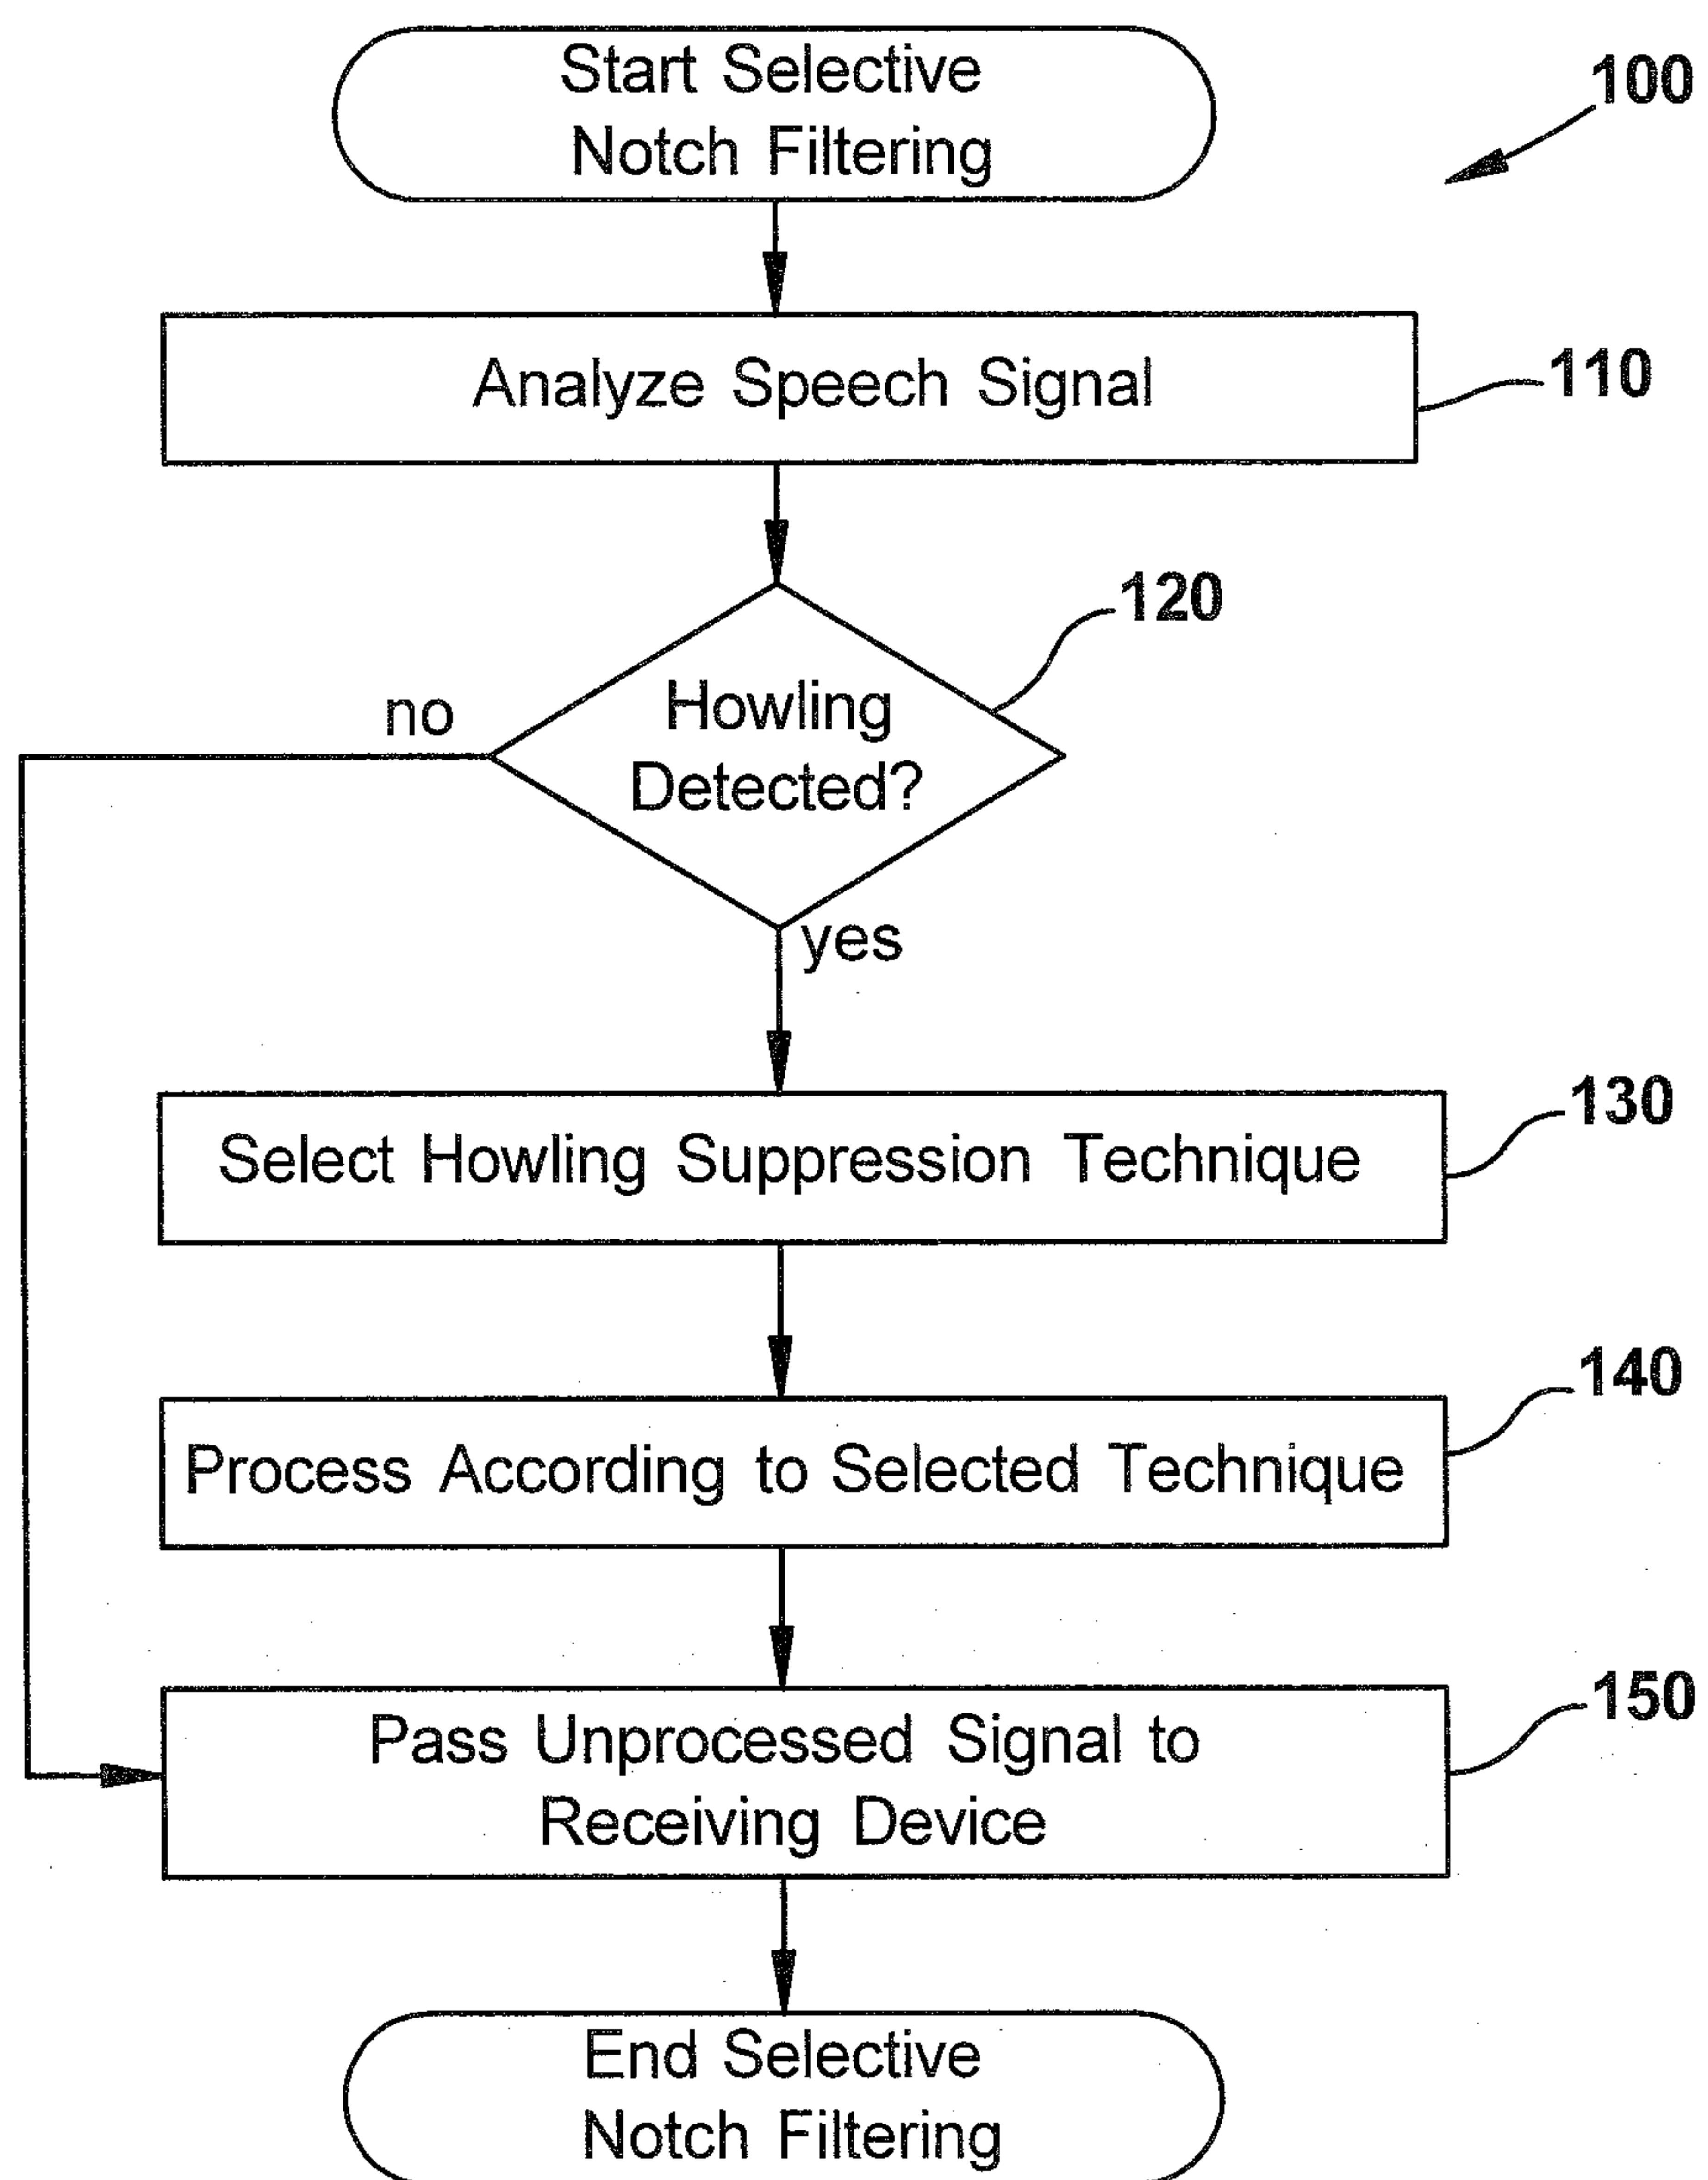 Start Selective
Notch Filtering
100
Analyze Speech Signal
110
120
Howling
Detected?
no
yes
130
Select Howling Suppression Technique
140
Process According to Selected Technique
150
Pass Unprocessed Signal to
Receiving Device
End Selective
Notch Filtering